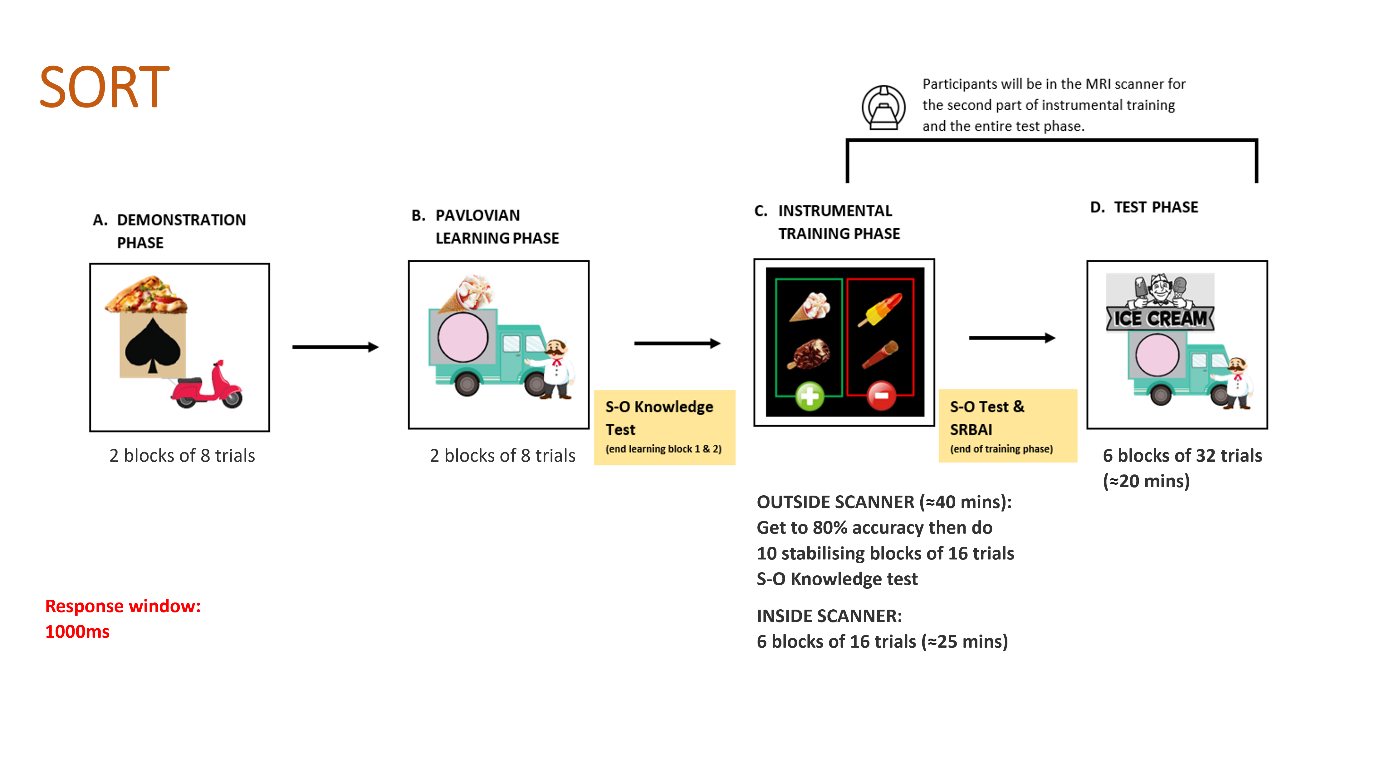 SORT
Participants will be in the MRI scanner for
the second part of instrumental training
and the entire test phase.
A. DEMONSTRATION
PHASE
2 blocks of 8 trials
B. PAVLOVIAN
LEARNING PHASE
2 blocks of 8 trials
S-O Knowledge
Test
(end learning block 1 & 2)
C. INSTRUMENTAL
TRAINING PHASE
OUTSIDE SCANNER (≈40 mins):
Get to 80% accuracy then do
10 stabilising blocks of 16 trials
S-O Knowledge test
INSIDE SCANNER:
6 blocks of 16 trials (≈25 mins)
S-O Test &
SRBAI
(end of training phase)
D. TEST PHASE
ICE CREAM
6 blocks of 32 trials
(≈20 mins)
Response window:
1000ms